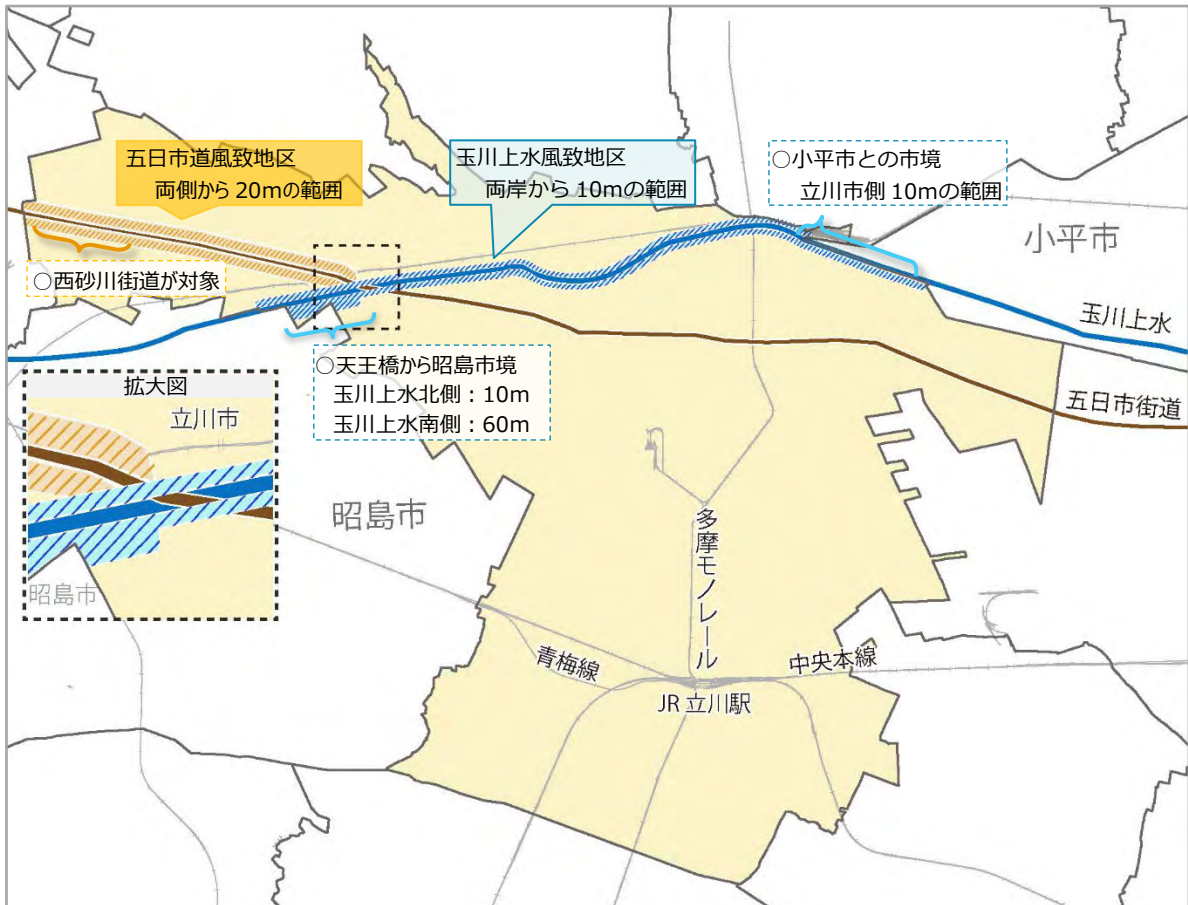 五日市道風致地区
両側から 20mの範囲
玉川上水風致地区
両岸から 10mの範囲
○小平市との市境
立川市側 10mの範囲
小平市
○西砂川街道が対象
玉川上水
○天王橋から昭島市境
玉川上水北側：10m
玉川上水南側：60m
五日市街道
拡大図
立川市
昭島市
昭島市
多摩モノレール
青梅線
中央本線
JR 立川駅